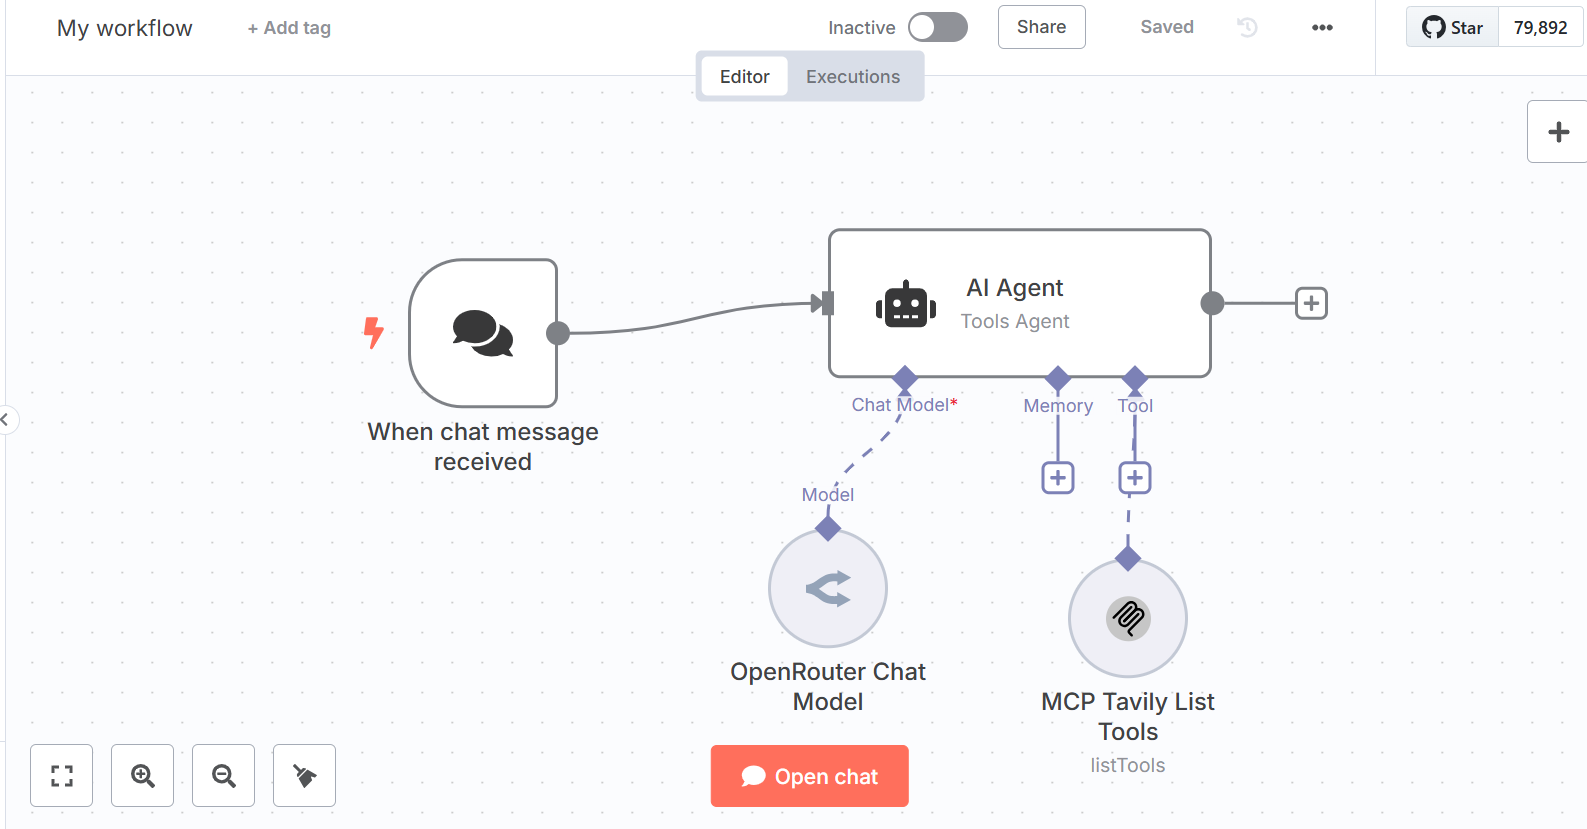 My workflow
+ Add tag
Inactive
Share
Saved
Star
79,892
Editor
Executions
AI Agent
Tools Agent
Chat Model*
Memory
Tool
When chat message
received
Model
OpenRouter Chat
Model
MCP Tavily List
Tools
listTools
Open chat